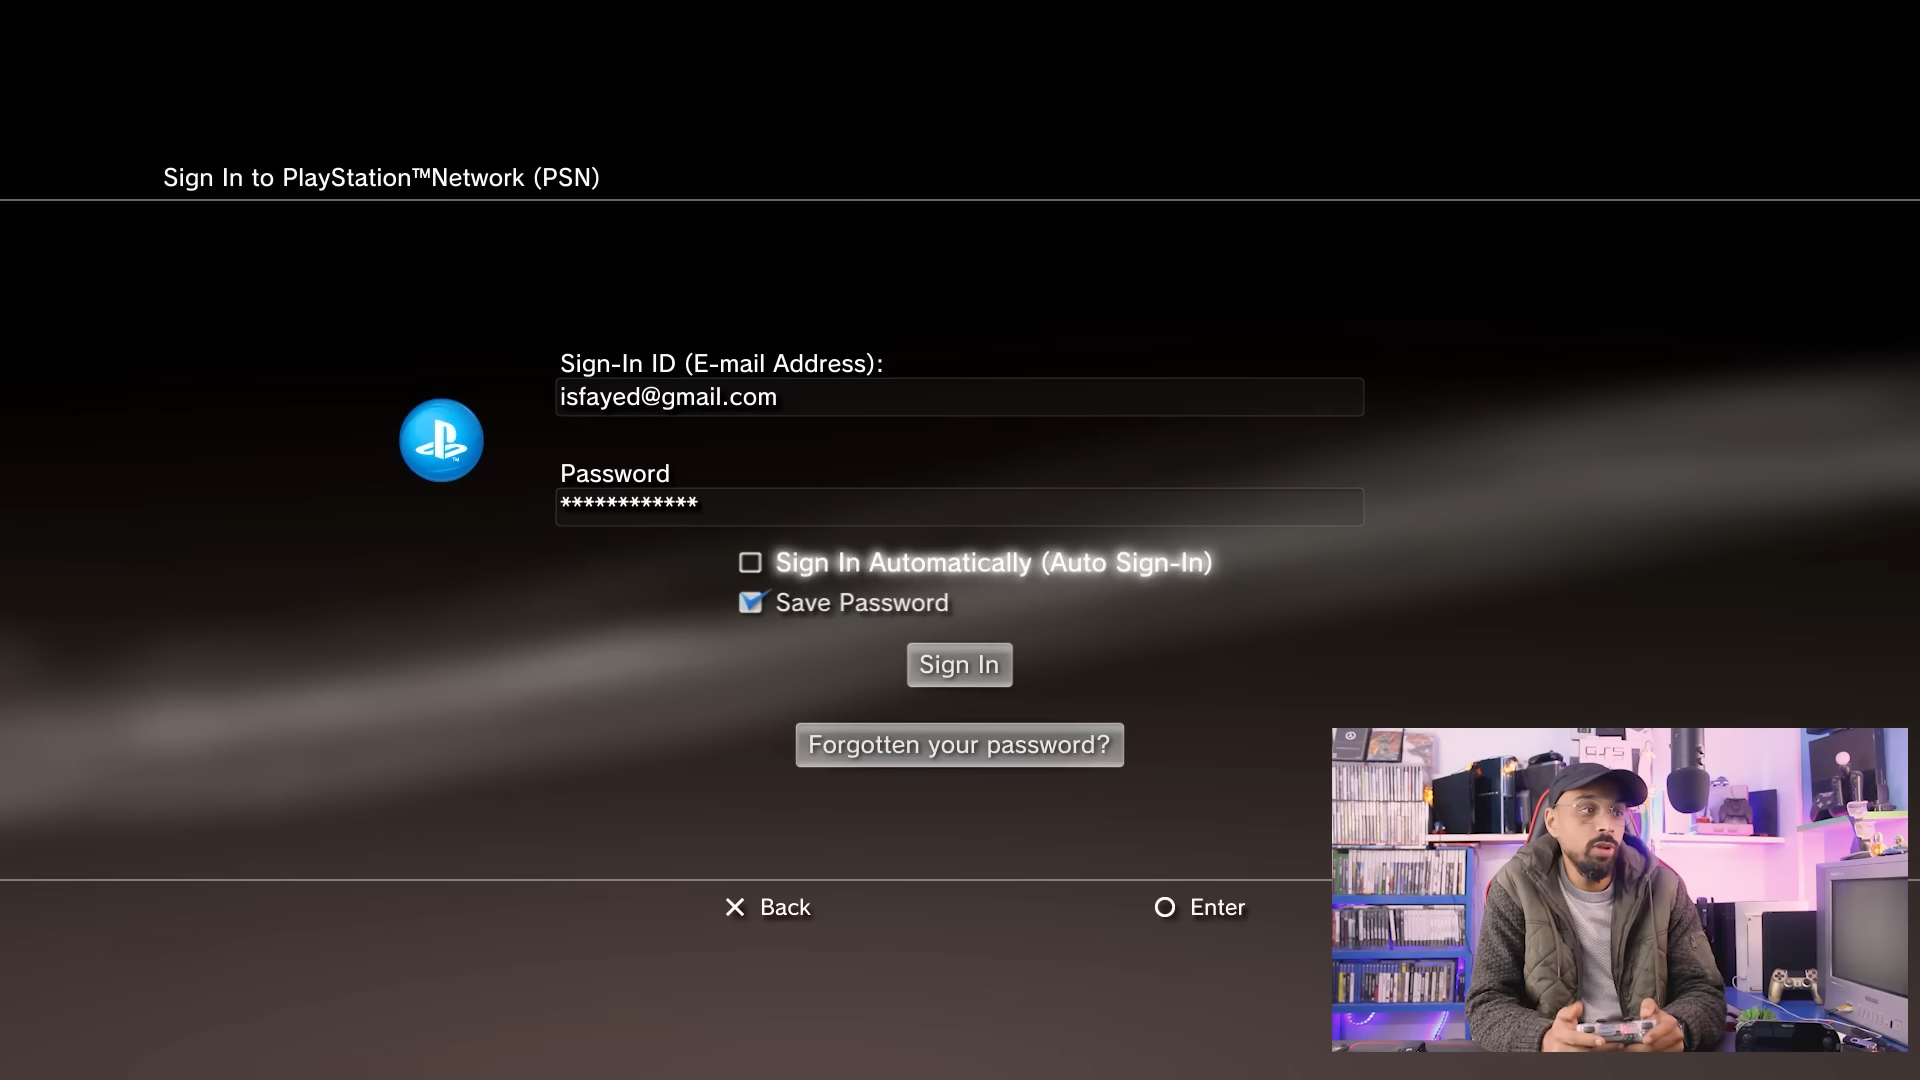 Sign In to PlayStation™Network (PSN)
Sign-In ID (E-mail Address):
isfayed@gmail.com
Password
************
Sign In Automatically (Auto Sign-In)
Save Password
Sign In
Forgotten your password?
Back
Enter